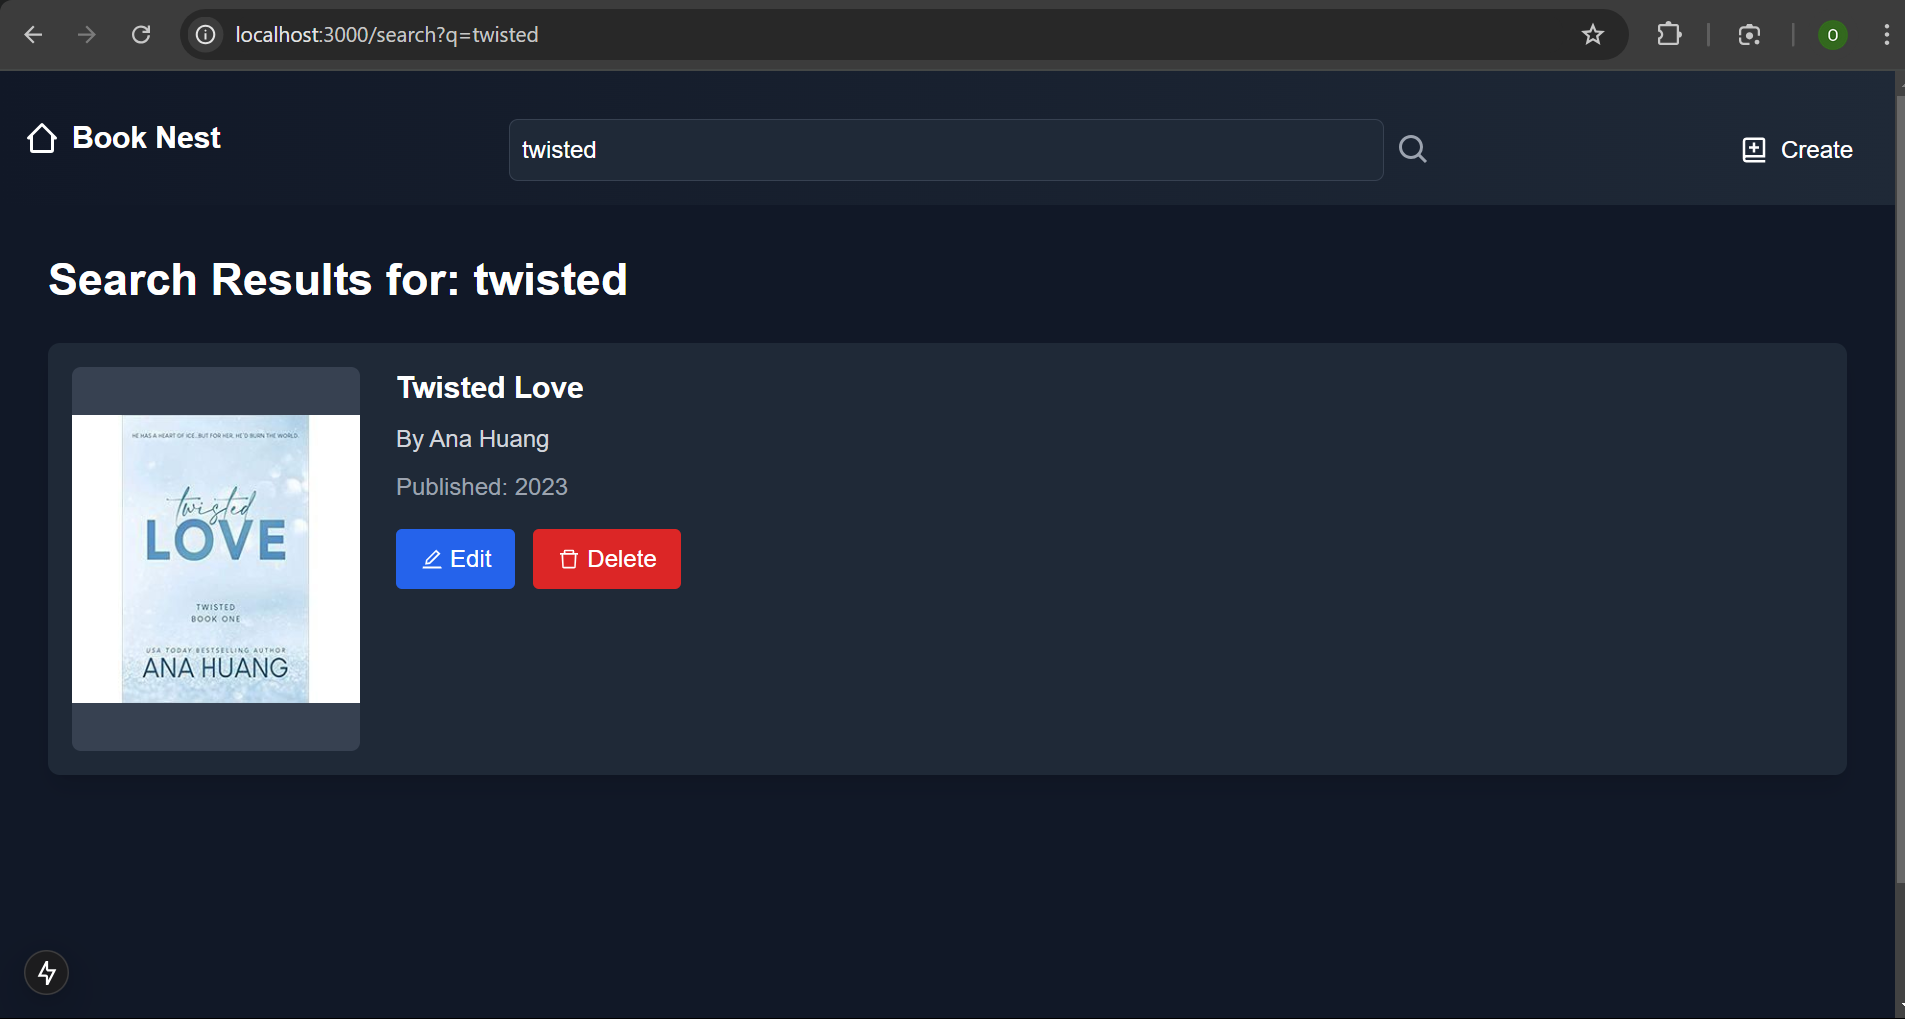 localhost:3000/search?q=twisted
O
Book Nest
twisted
Create
Search Results for: twisted
HE HAS A HEART OF ICE...BUT FOR HER, HE'D BURN THE WORLD.
twisted
LOVE
TWISTED
BOOK ONE
USA TODAY BESTSELLING AUTHOR
ANA HUANG
Twisted Love
By Ana Huang
Published: 2023
Edit
Delete